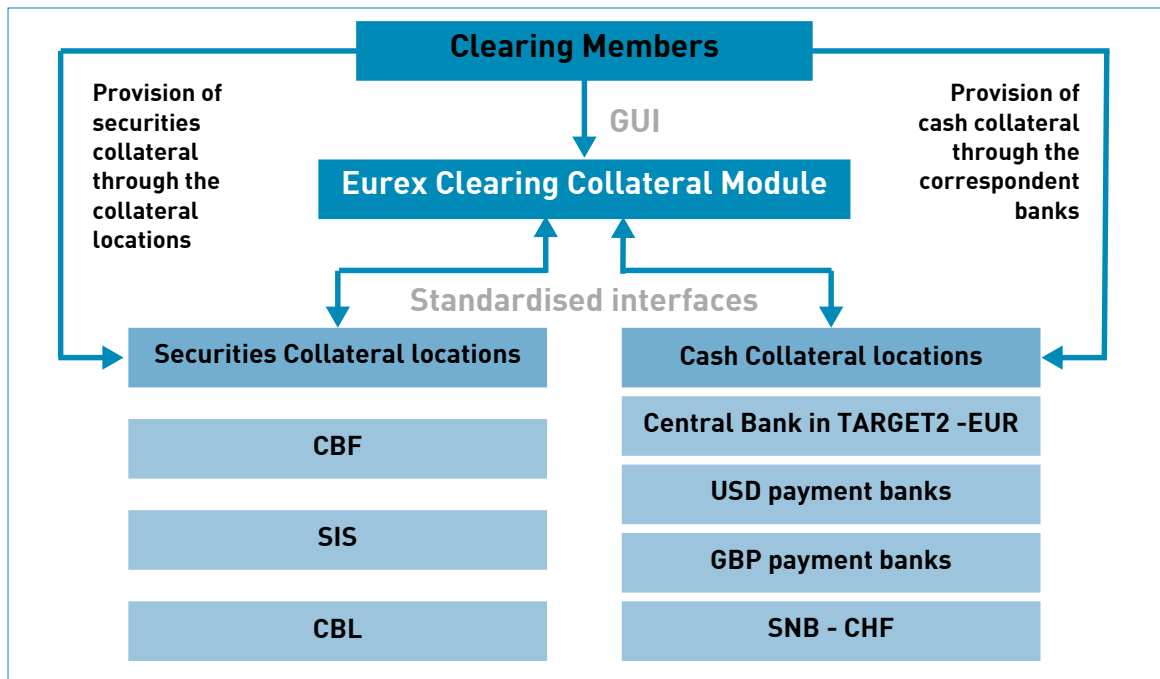 Clearing Members
Provision of
securities
collateral
through the
collateral
locations
GUI
Provision of
cash collateral
through the
correspondent
banks
Eurex Clearing Collateral Module
Standardised interfaces
Securities Collateral locations
CBF
SIS
CBL
Cash Collateral locations
Central Bank in TARGET2 -EUR
USD payment banks
GBP payment banks
SNB - CHF